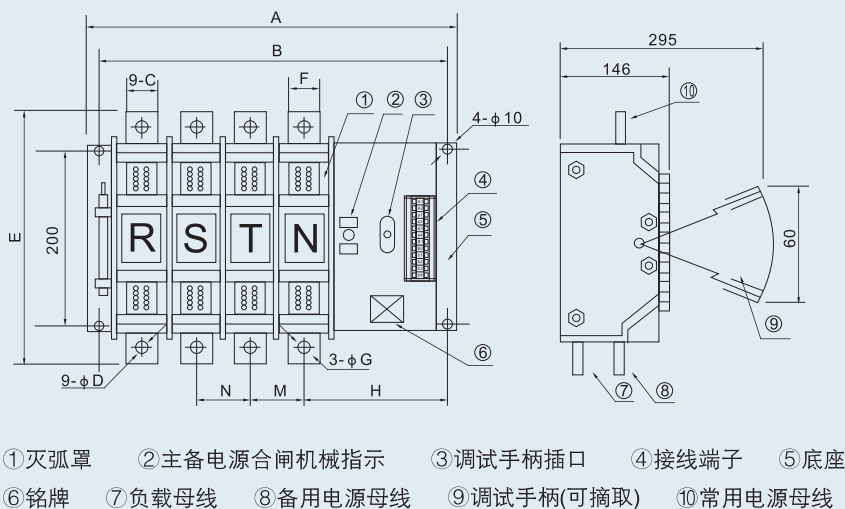 A
295
B
146
9-C
F
①
②
③
⑩
4-ϕ10
④
⑤
E
200
R
S
T
N
60
⑨
⑥
9-ϕD
3-ϕG
N
M
H
⑦
⑧
①灭弧罩 ②主备电源合闸机械指示 ③调试手柄插口 ④接线端子 ⑤底座
⑥铭牌 ⑦负载母线 ⑧备用电源母线 ⑨调试手柄(可摘取) ⑩常用电源母线